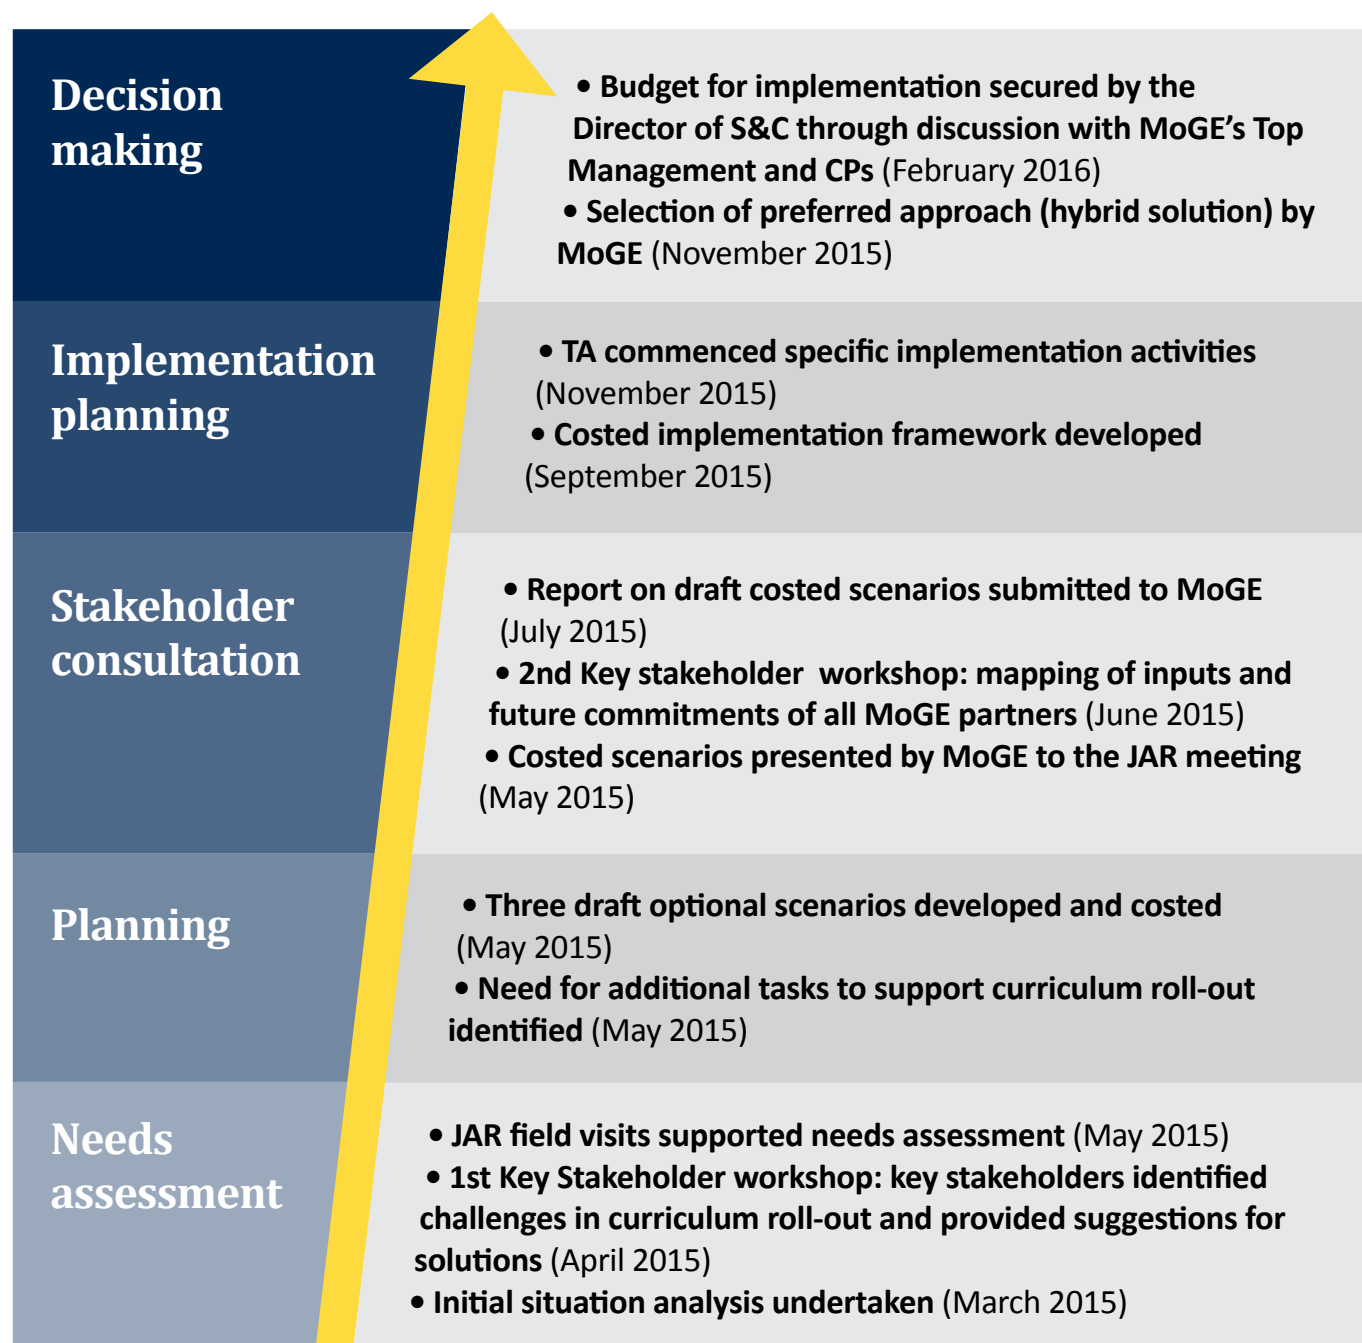 Decision
making
• Budget for implementation secured by the
Director of S&C through discussion with MoGE’s Top
Management and CPs (February 2016)
• Selection of preferred approach (hybrid solution) by
MoGE (November 2015)
Implementation
planning
• TA commenced specific implementation activities
(November 2015)
• Costed implementation framework developed
(September 2015)
Stakeholder
consultation
• Report on draft costed scenarios submitted to MoGE
(July 2015)
• 2nd Key stakeholder  workshop: mapping of inputs and
future commitments of all MoGE partners (June 2015)
• Costed scenarios presented by MoGE to the JAR meeting
(May 2015)
Planning
• Three draft optional scenarios developed and costed
(May 2015)
• Need for additional tasks to support curriculum roll-out
identified (May 2015)
Needs
assessment
• JAR field visits supported needs assessment (May 2015)
• 1st Key Stakeholder workshop: key stakeholders identified
challenges in curriculum roll-out and provided suggestions for
solutions (April 2015)
• Initial situation analysis undertaken (March 2015)